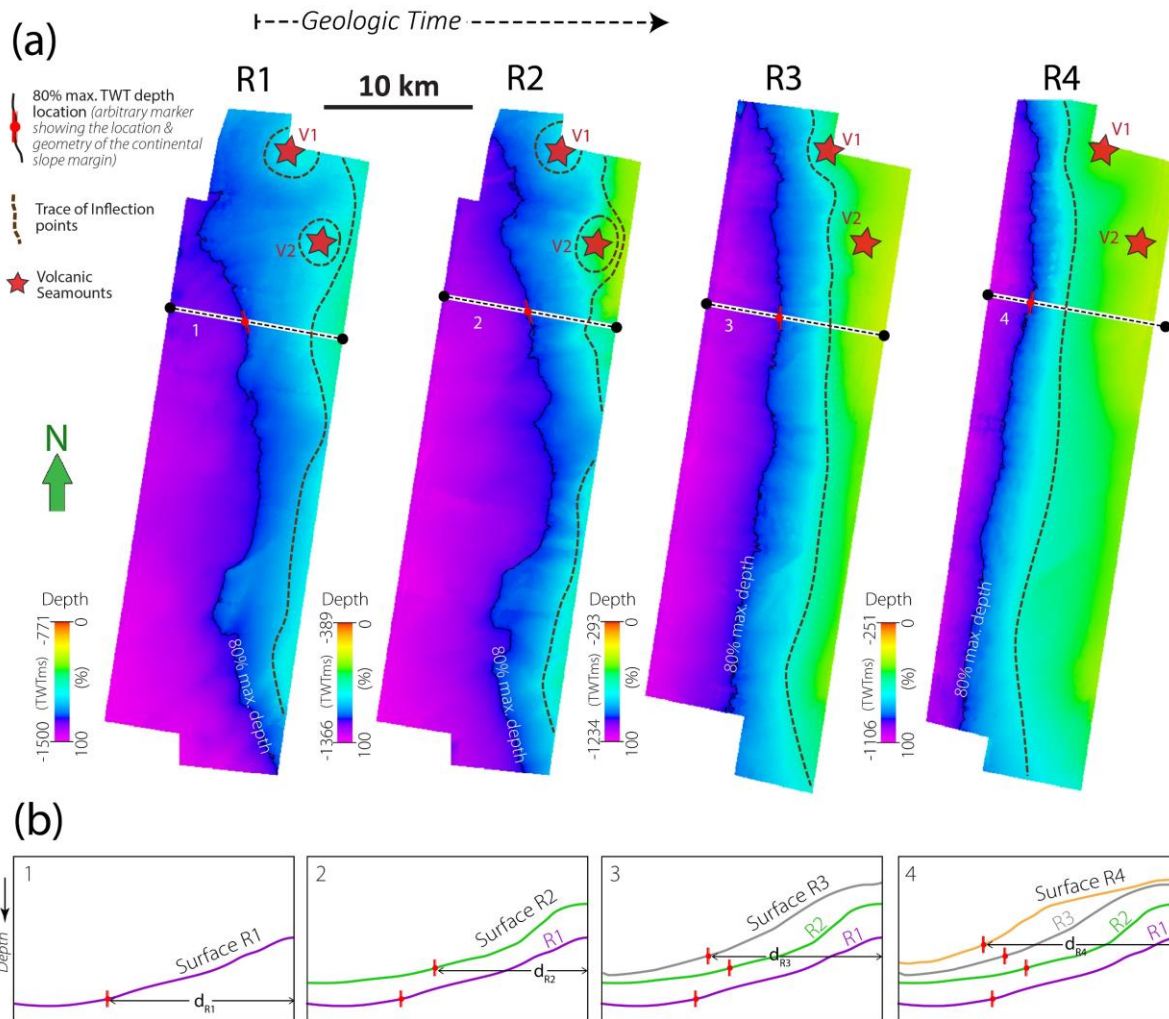 Geologic Time
(a)
R1
R2
R3
R4
10 km
80% max. TWT depth
location (arbitrary marker
showing the location &
geometry of the continental
slope margin)
Trace of Inflection
points
Volcanic
Seamounts
V1
V2
V1
V2
V1
V2
V1
V2
1
2
3
4
N
80% max. depth
80% max. depth
80% max. depth
80% max. depth
Depth
-771
0
(TWTms)
(%)
-1500
100
Depth
-389
0
(TWTms)
(%)
-1366
100
Depth
-293
0
(TWTms)
(%)
-1234
100
Depth
-251
0
(TWTms)
(%)
-1106
100
(b)
Depth
1
Surface R1
dR1
2
Surface R2
R1
dR2
3
Surface R3
R2
R1
dR3
4
Surface R4
R3
R2
R1
dR4